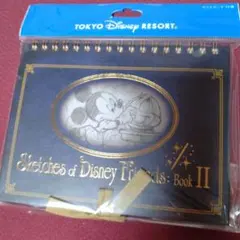 TOKYO Disney RESORT®
Sketches of Disney Friends · Book II